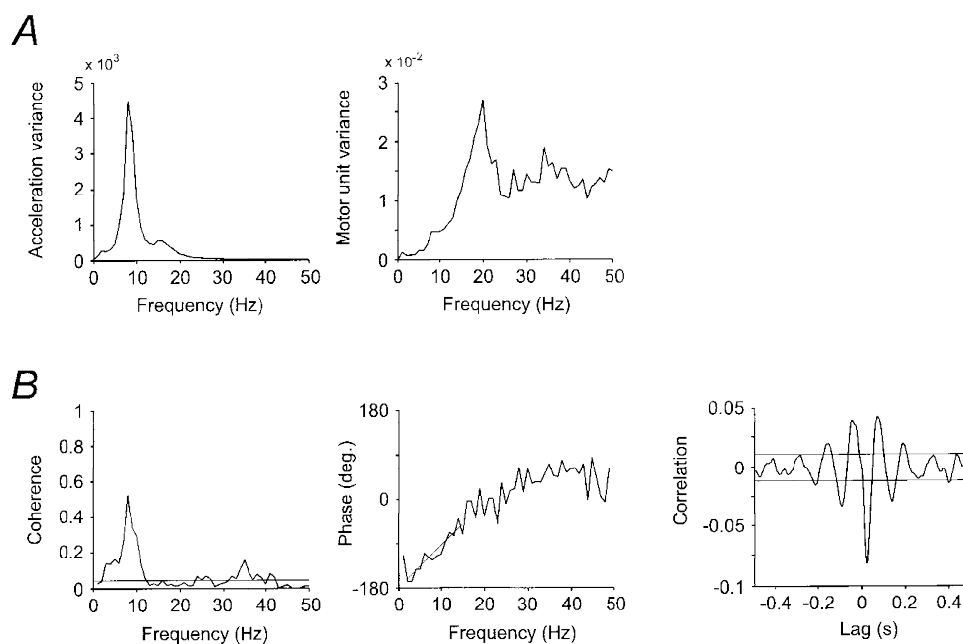 A
x 10³
5
4
3
2
1
0
Acceleration variance
0 10 20 30 40 50
Frequency (Hz)
x 10⁻²
3
2
1
0
Motor unit variance
0 10 20 30 40 50
Frequency (Hz)
B
1
0.8
0.6
0.4
0.2
0
Coherence
0 10 20 30 40 50
Frequency (Hz)
180
0
-180
Phase (deg.)
0 10 20 30 40 50
Frequency (Hz)
0.05
0
-0.05
-0.1
Correlation
-0.4 -0.2 0 0.2 0.4
Lag (s)